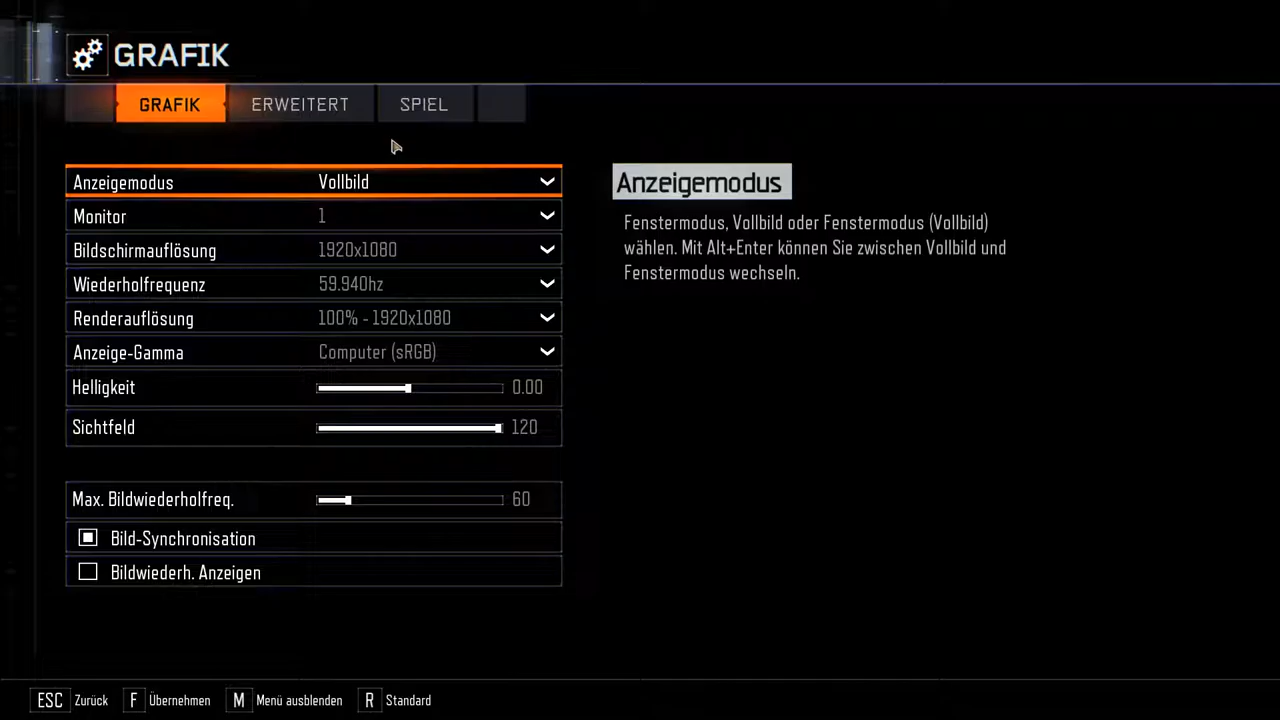 GRAFIK
GRAFIK ERWEITERT SPIEL
Anzeigemodus Vollbild
Monitor 1
Bildschirmauflösung 1920x1080
Wiederholfrequenz 59.940hz
Renderauflösung 100% - 1920x1080
Anzeige-Gamma Computer (sRGB)
Helligkeit 0.00
Sichtfeld 120
Max. Bildwiederholfreq. 60
Bild-Synchronisation
Bildwiederh. Anzeigen
Anzeigemodus
Fenstermodus, Vollbild oder Fenstermodus (Vollbild)
wählen. Mit Alt+Enter können Sie zwischen Vollbild und
Fenstermodus wechseln.
ESC Zurück F Übernehmen M Menü ausblenden R Standard